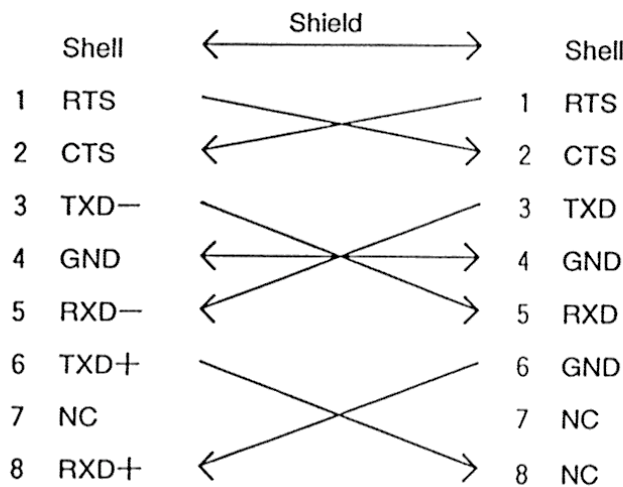 Shield
Shell Shell
1 RTS 1 RTS
2 CTS 2 CTS
3 TXD− 3 TXD
4 GND 4 GND
5 RXD− 5 RXD
6 TXD+ 6 GND
7 NC 7 NC
8 RXD+ 8 NC